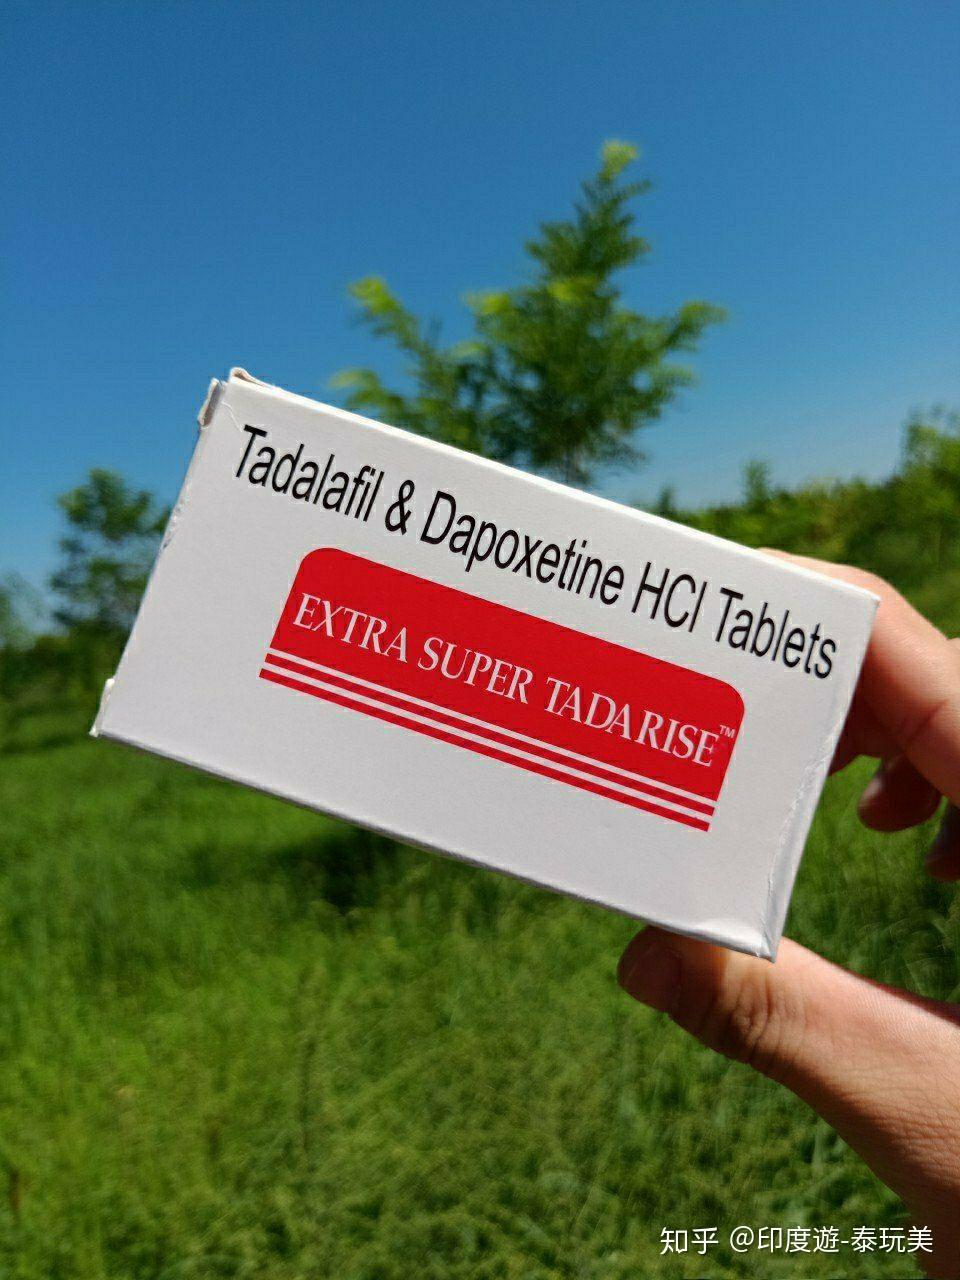 Tadalafil & Dapoxetine HCl Tablets
EXTRA SUPER TADARISE™
知乎 @印度遊-泰玩美